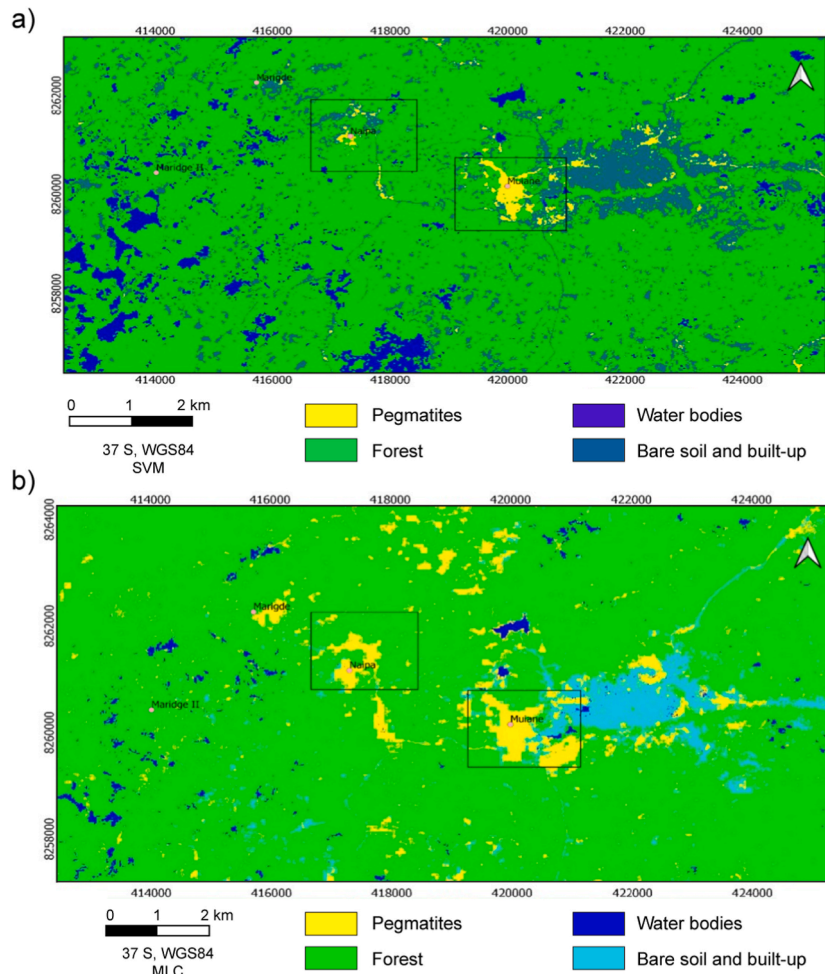 a)
414000 416000 418000 420000 422000 424000
8262000
8260000
8258000
Marigde
Naipa
Maridge II
Muiane
414000 416000 418000 420000 422000 424000
0 1 2 km
37 S, WGS84
SVM
Pegmatites
Water bodies
Forest
Bare soil and built-up
b)
414000 416000 418000 420000 422000 424000
8264000
8262000
8260000
8258000
Marigde
Naipa
Maridge II
Muiane
414000 416000 418000 420000 422000 424000
0 1 2 km
37 S, WGS84
MLC
Pegmatites
Water bodies
Forest
Bare soil and built-up